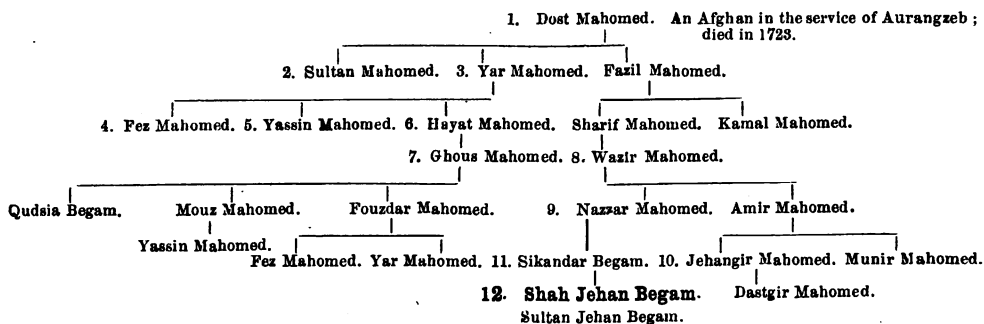 1. Dost Mahomed. An Afghan in the service of Aurangzeb ;
died in 1723.
2. Sultan Mahomed. 3. Yar Mahomed. Fazil Mahomed.
4. Fez Mahomed. 5. Yassin Mahomed. 6. Hayat Mahomed. Sharif Mahomed. Kamal Mahomed.
7. Ghous Mahomed. 8. Wazir Mahomed.
Qudsia Begam. Mouz Mahomed. Fouzdar Mahomed. 9. Nazzar Mahomed. Amir Mahomed.
Yassin Mahomed.
Fez Mahomed. Yar Mahomed. 11. Sikandar Begam. 10. Jehangir Mahomed. Munir Mahomed.
12. Shah Jehan Begam. Dastgir Mahomed.
Sultan Jehan Begam.